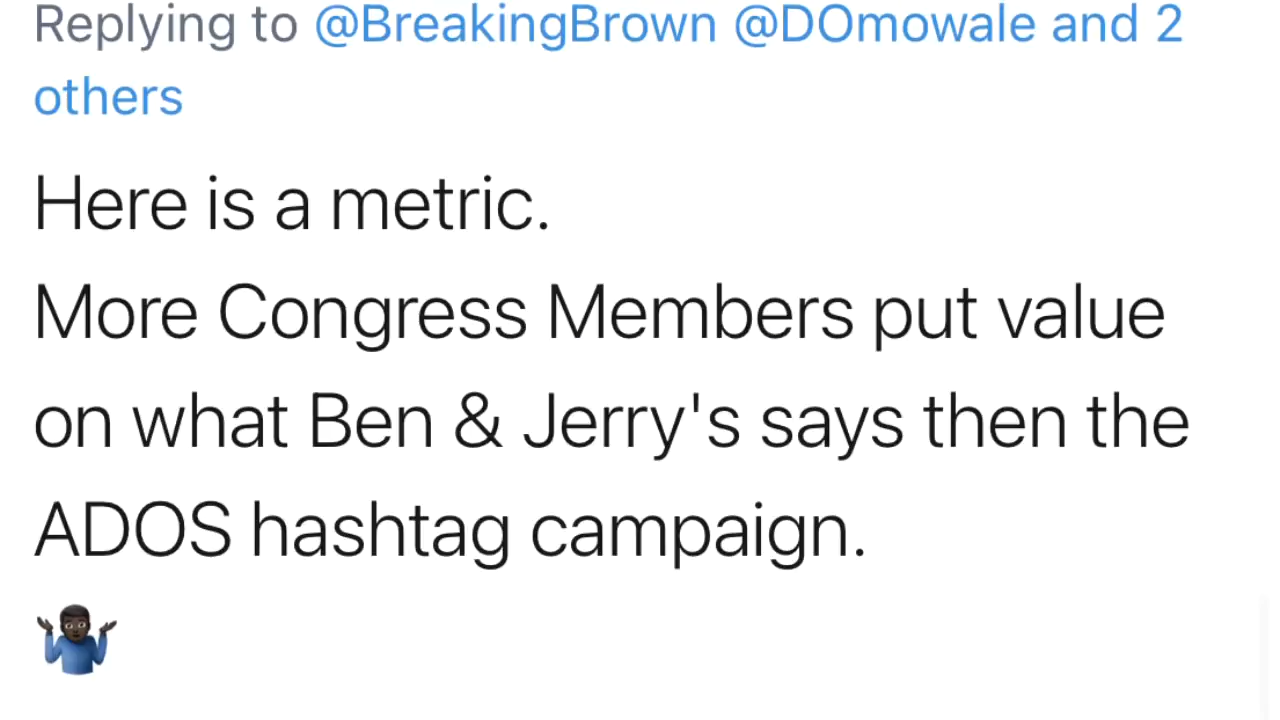 Replying to @BreakingBrown @DOmowale and 2
others
Here is a metric.
More Congress Members put value
on what Ben & Jerry's says then the
ADOS hashtag campaign.